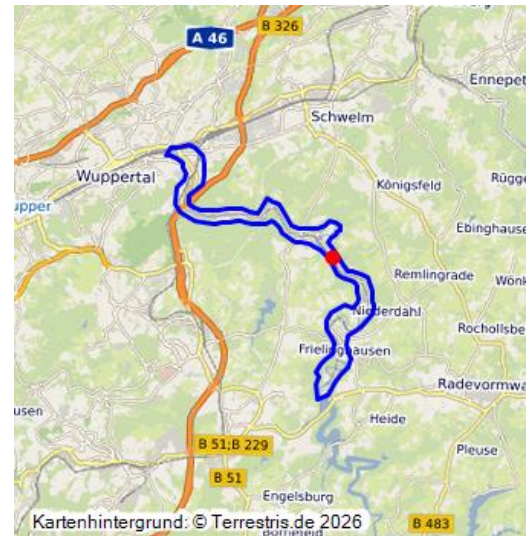 A 46
B 326
Ennepet
Schwelm
Wuppertal
Königsfeld
Rügge
upper
Ebinghause
Remlingrade
Wönk
Niederdahl
Rochollsbe
Frielinghausen
Radevormwa
usen
Heide
B 51;B 229
Pleuse
B 51
Engelsburg
B 483
Kartenhintergrund: © Terrestris.de 2026